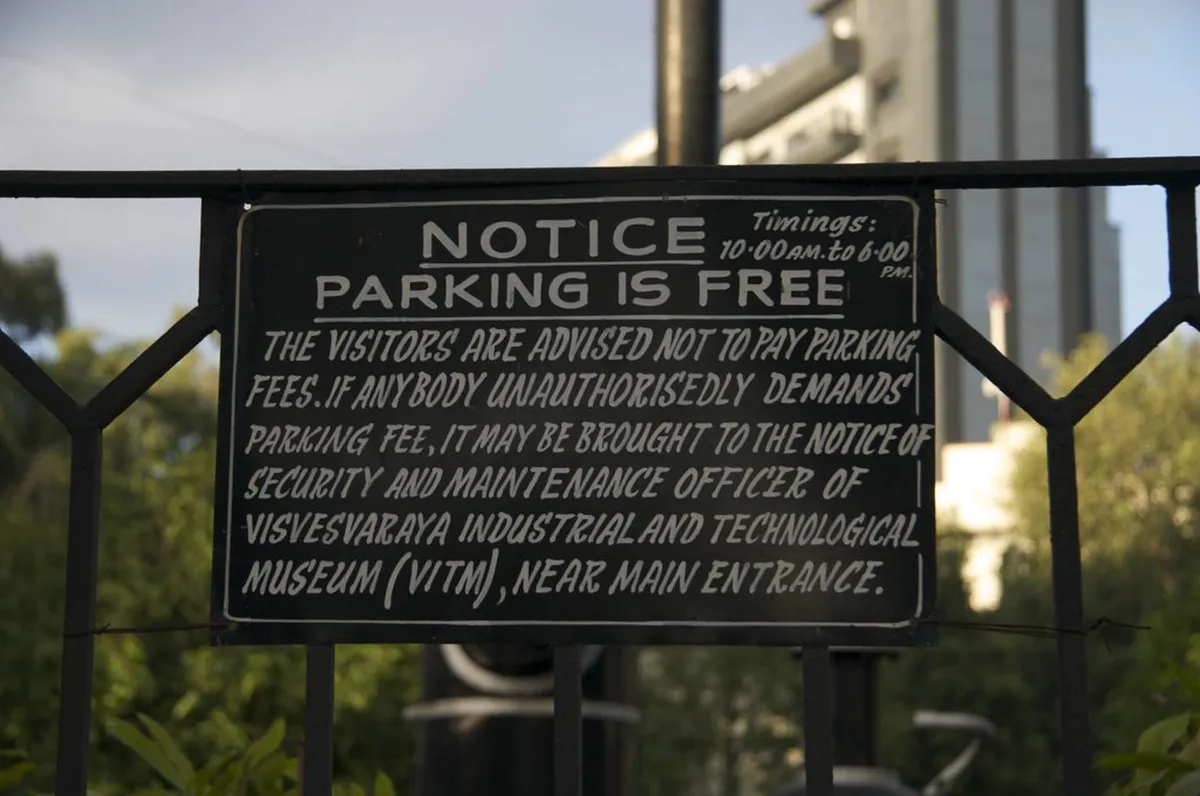 NOTICE
Timings:
10·00 AM. to 6·00
P.M.
PARKING IS FREE
THE VISITORS ARE ADVISED NOT TO PAY PARKING
FEES. IF ANYBODY UNAUTHORISEDLY DEMANDS
PARKING FEE, IT MAY BE BROUGHT TO THE NOTICE OF
SECURITY AND MAINTENANCE OFFICER OF
VISVESVARAYA INDUSTRIAL AND TECHNOLOGICAL
MUSEUM (VITM), NEAR MAIN ENTRANCE.